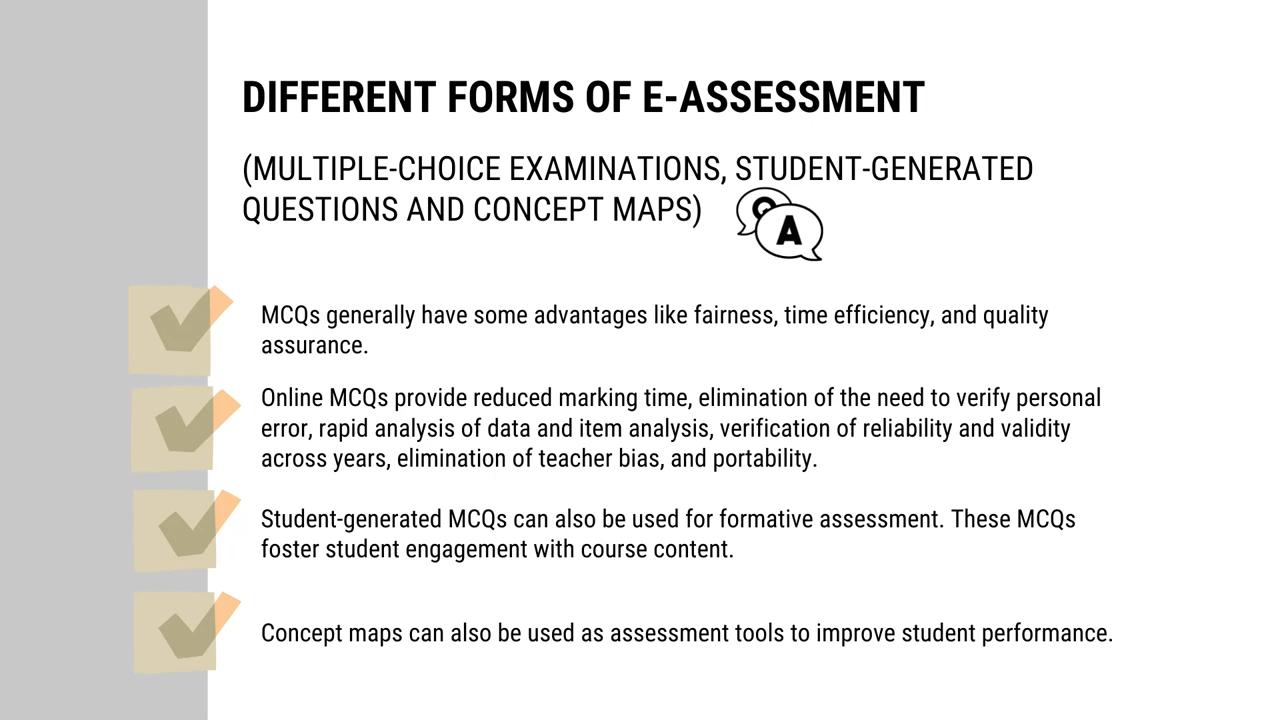 DIFFERENT FORMS OF E-ASSESSMENT
(MULTIPLE-CHOICE EXAMINATIONS, STUDENT-GENERATED
QUESTIONS AND CONCEPT MAPS)
Q
A
MCQs generally have some advantages like fairness, time efficiency, and quality
assurance.
Online MCQs provide reduced marking time, elimination of the need to verify personal
error, rapid analysis of data and item analysis, verification of reliability and validity
across years, elimination of teacher bias, and portability.
Student-generated MCQs can also be used for formative assessment. These MCQs
foster student engagement with course content.
Concept maps can also be used as assessment tools to improve student performance.